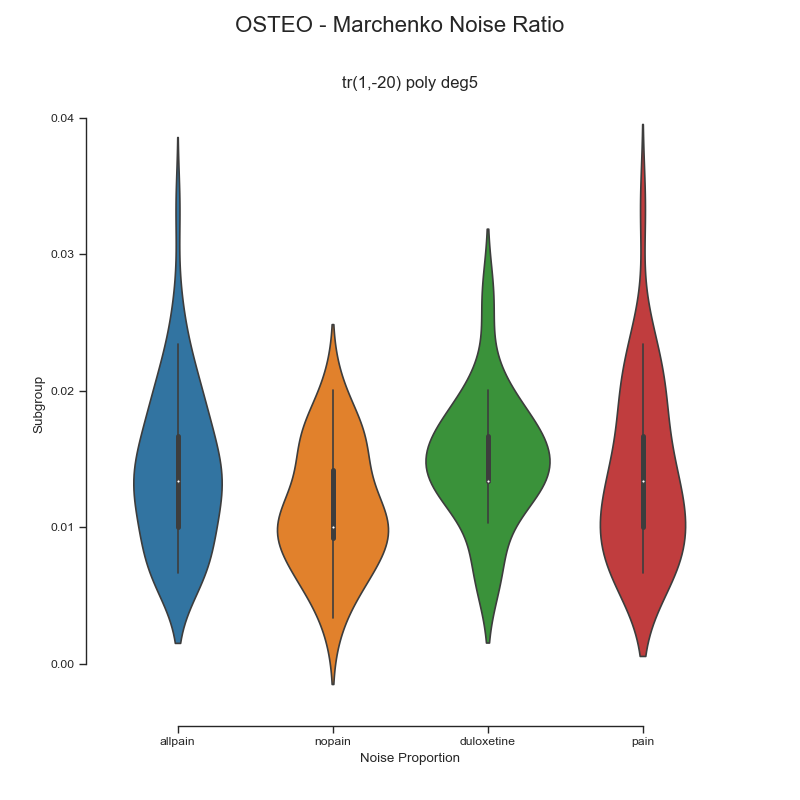 OSTEO - Marchenko Noise Ratio
tr(1,-20) poly deg5
0.04
0.03
0.02
0.01
0.00
Subgroup
allpain nopain duloxetine pain
Noise Proportion